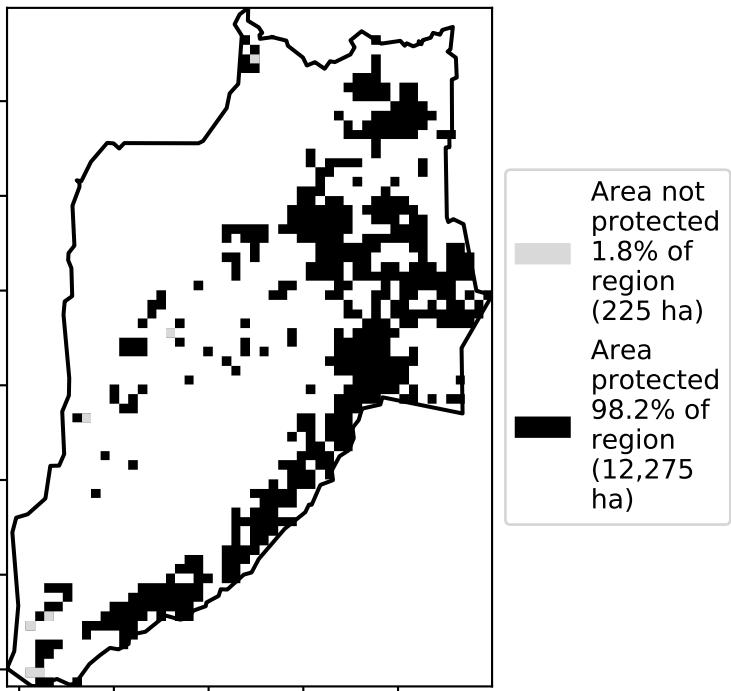 Area not
protected
1.8% of
region
(225 ha)
Area
protected
98.2% of
region
(12,275
ha)